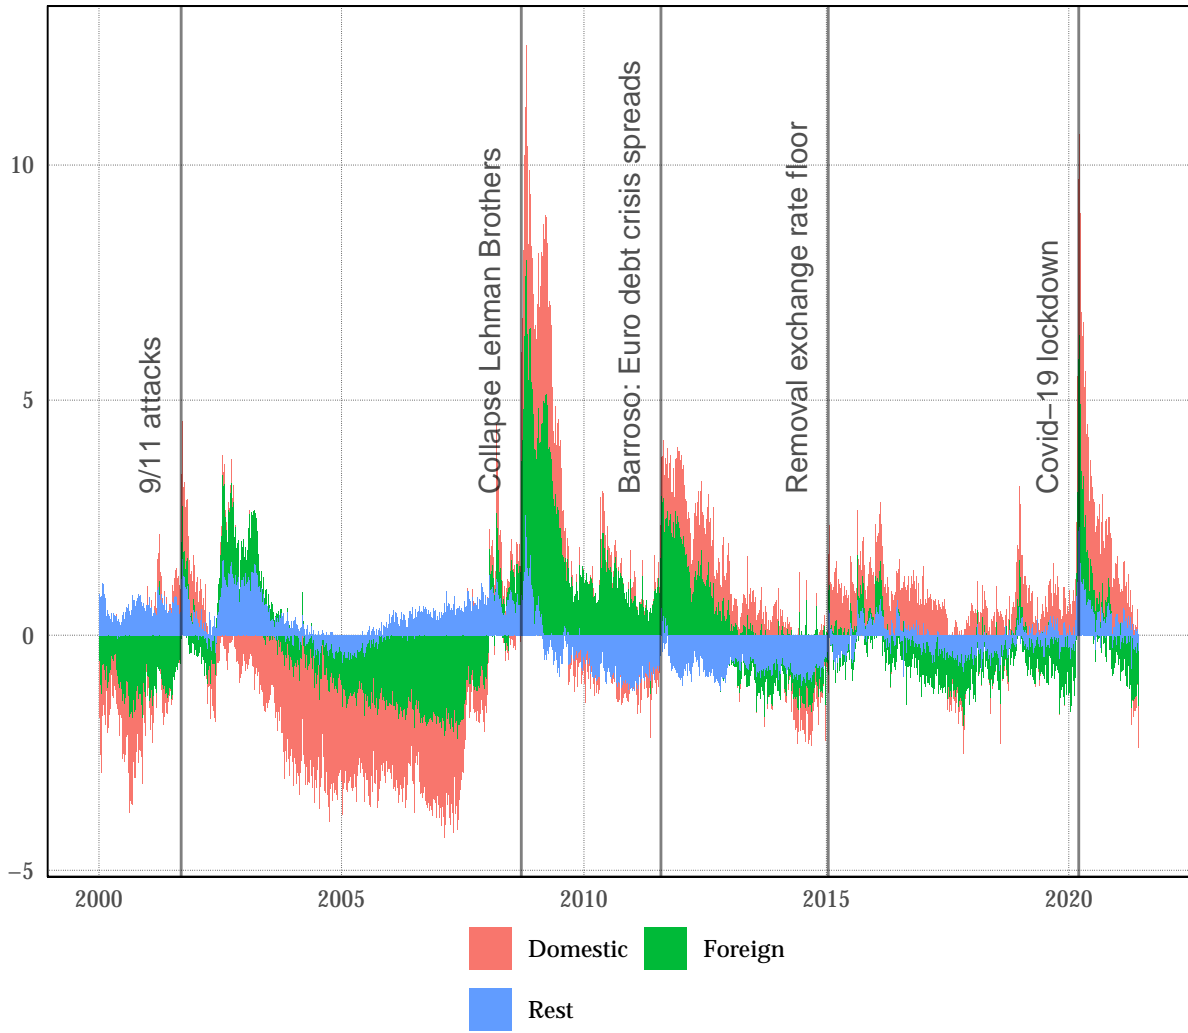 10
5
0
−5
9/11 attacks
Collapse Lehman Brothers
Barroso: Euro debt crisis spreads
Removal exchange rate floor
Covid−19 lockdown
2000
2005
2010
2015
2020
Domestic
Foreign
Rest